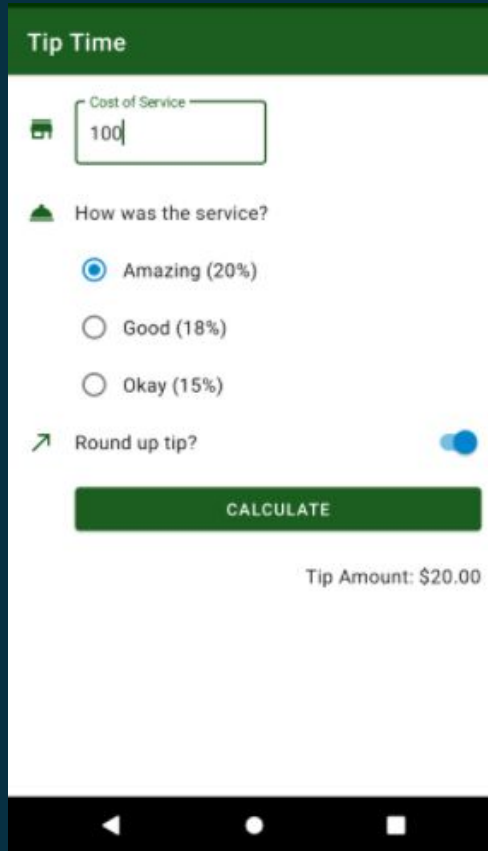 Tip Time
Cost of Service
100
How was the service?
Amazing (20%)
Good (18%)
Okay (15%)
Round up tip?
CALCULATE
Tip Amount: $20.00